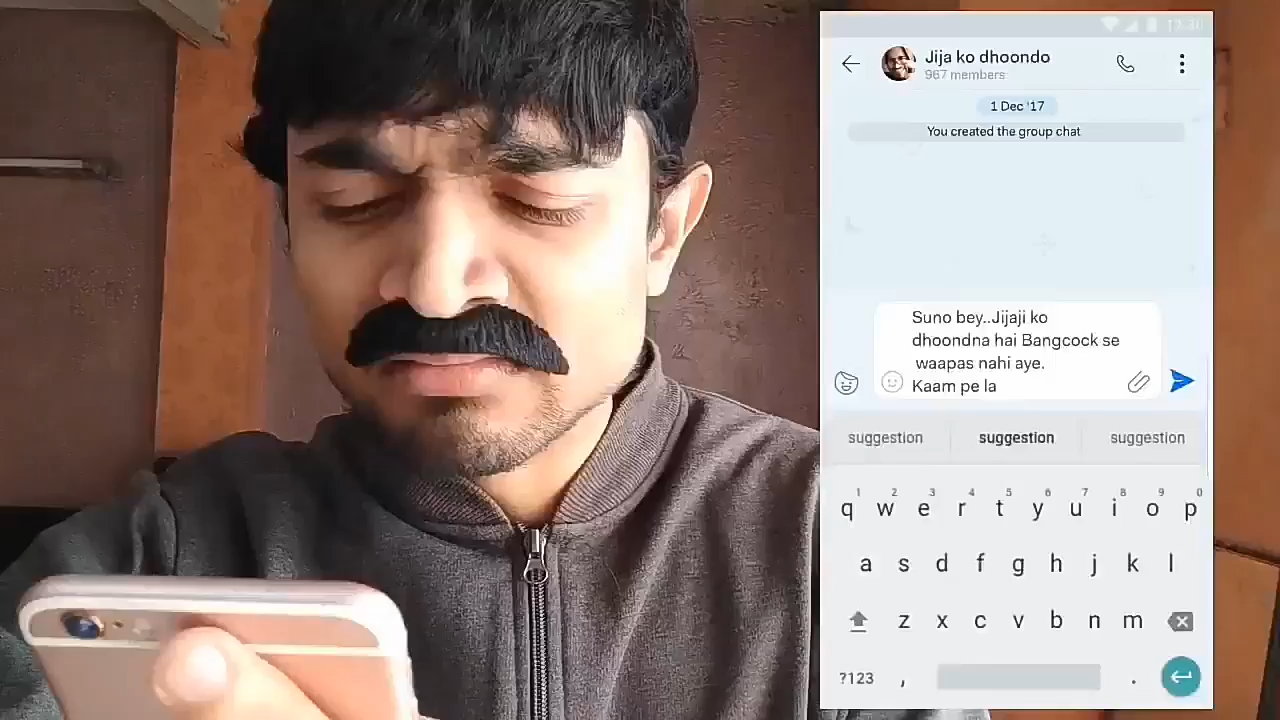 12:30
Jija ko dhoondo
967 members
1 Dec '17
You created the group chat
Suno bey..Jijaji ko
dhoondna hai Bangcock se
waapas nahi aye.
Kaam pe la
suggestion suggestion suggestion
1 2 3 4 5 6 7 8 9 0
q w e r t y u i o p
a s d f g h j k l
z x c v b n m
?123 , .